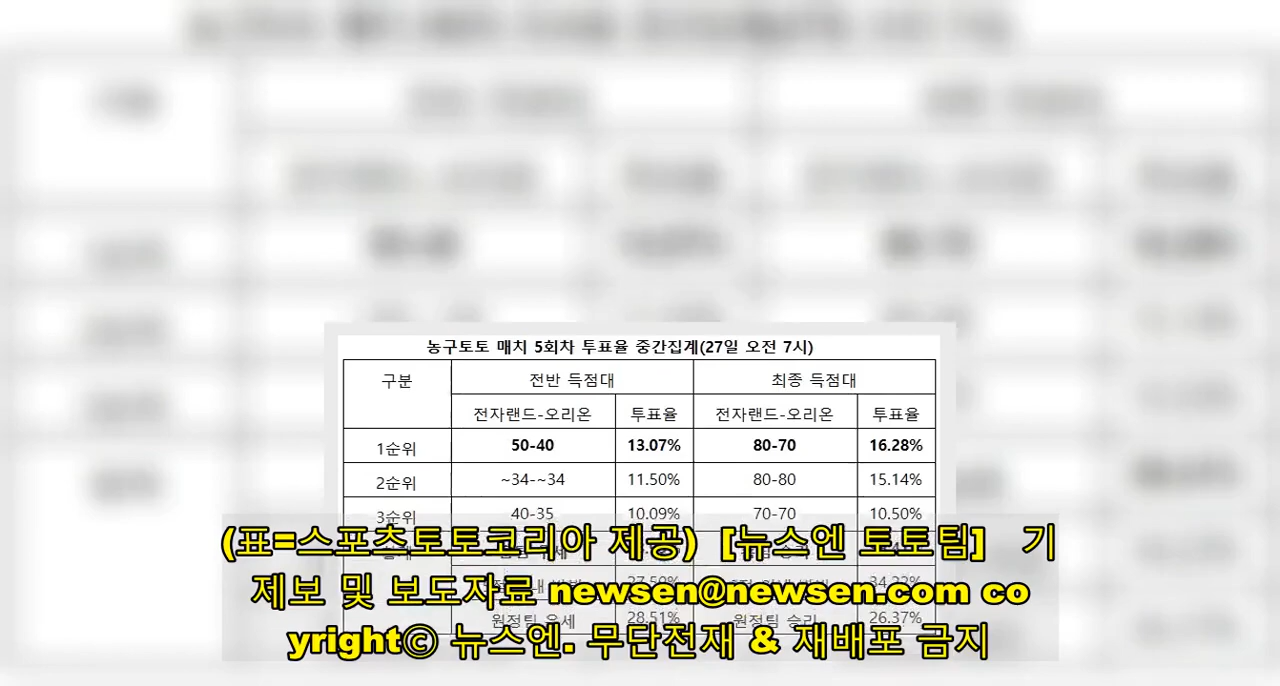 농구토토 매치 5회차 투표율 중간집계(27일 오전 7시)
구분 전반 득점대 최종 득점대
전자랜드-오리온 투표율 전자랜드-오리온 투표율
1순위 50-40 13.07% 80-70 16.28%
2순위 ~34-~34 11.50% 80-80 15.14%
3순위 40-35 10.09% 70-70 10.50%
27.50% 34.22%
원정팀 우세 28.51% 원정팀 승리 26.37%
(표=스포츠토토코리아 제공) [뉴스엔 토토팀] 기
제보 및 보도자료 newsen@newsen.com co
yright© 뉴스엔. 무단전재 & 재배포 금지